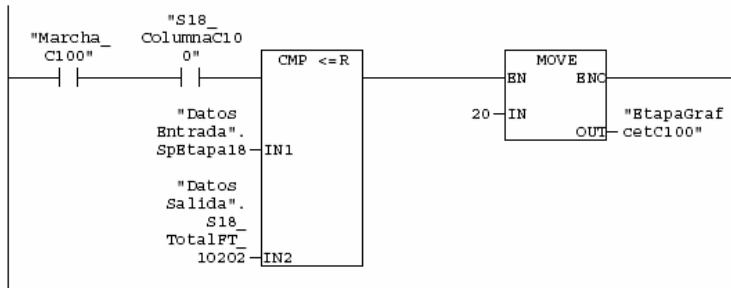 "Marcha_
C100"
"S18_
ColumnaC10
0"
CMP <=R
"Datos
Entrada".
SpEtapa18
IN1
"Datos
Salida".
S18_
TotalFT_
10202
IN2
MOVE
EN
ENO
20
IN
OUT
"EtapaGraf
cetC100"